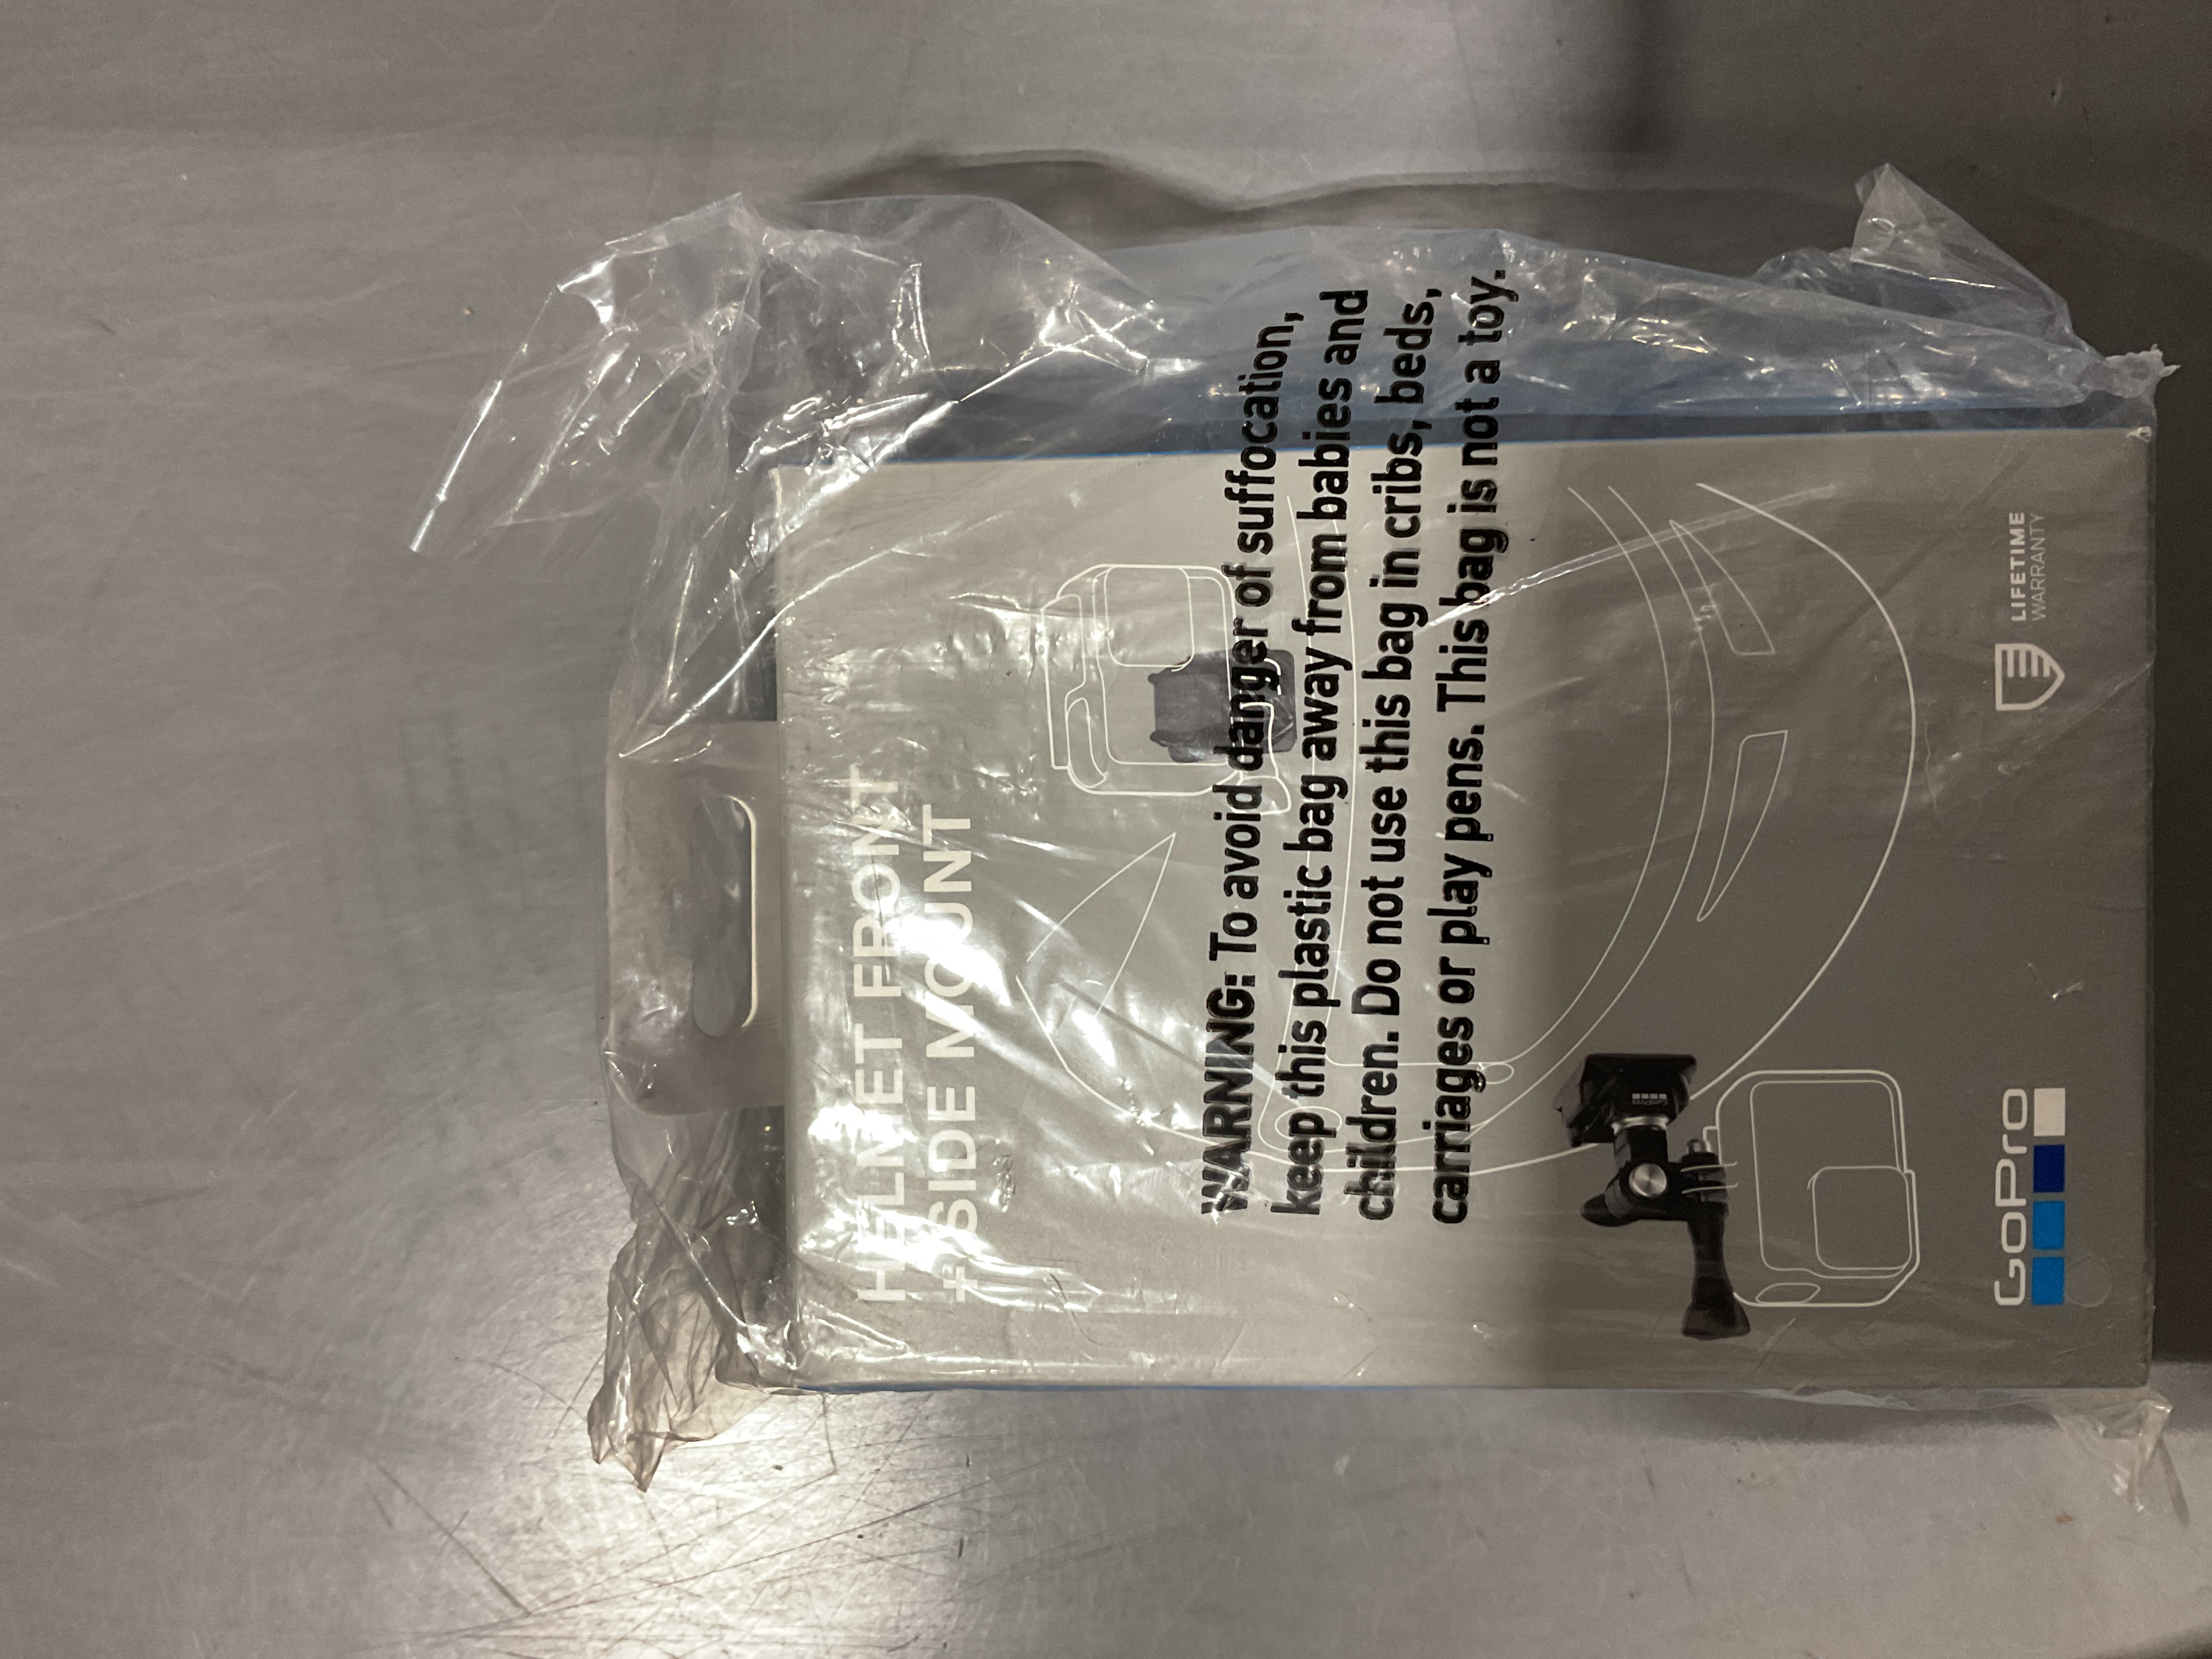 HELMET FRONT
+ SIDE MOUNT
WARNING: To avoid danger of suffocation,
keep this plastic bag away from babies and
children. Do not use this bag in cribs, beds,
carriages or play pens. This bag is not a toy.
GoPro
LIFETIME
WARRANTY